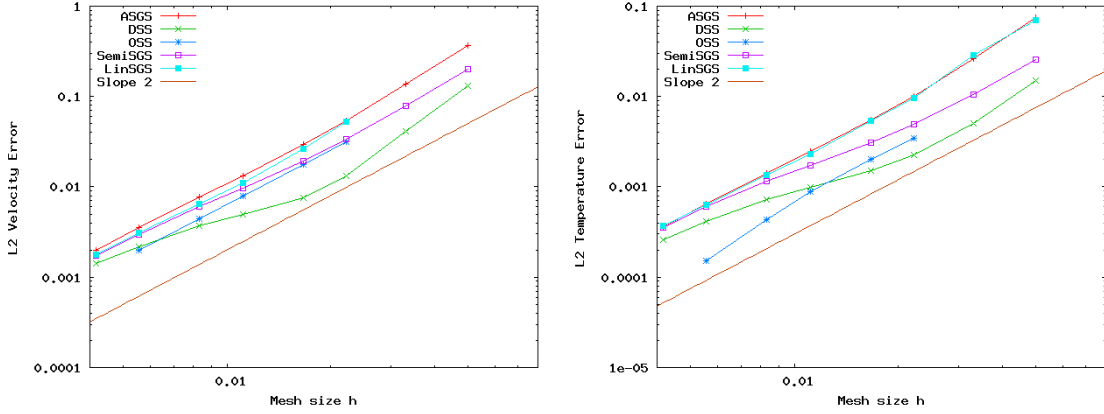 1
0.1
0.01
0.001
0.0001
0.01
L2 Velocity Error
Mesh size h
ASGS
DSS
OSS
SemiSGS
LinSGS
Slope 2
0.1
0.01
0.001
0.0001
1e-05
0.01
L2 Temperature Error
Mesh size h
ASGS
DSS
OSS
SemiSGS
LinSGS
Slope 2